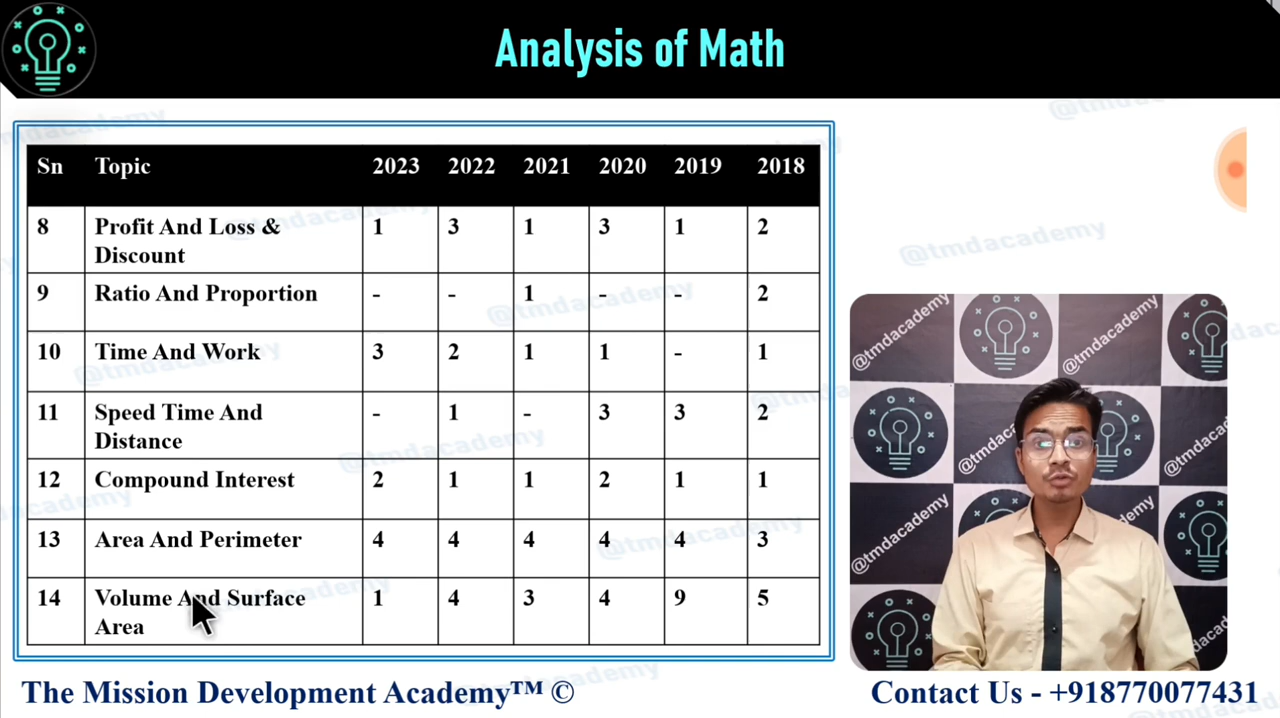 Analysis of Math
Sn Topic 2023 2022 2021 2020 2019 2018
8 Profit And Loss & Discount 1 3 1 3 1 2
9 Ratio And Proportion - - 1 - - 2
10 Time And Work 3 2 1 1 - 1
11 Speed Time And Distance - 1 - 3 3 2
12 Compound Interest 2 1 1 2 1 1
13 Area And Perimeter 4 4 4 4 4 3
14 Volume And Surface Area 1 4 3 4 9 5
@tmdacademy
The Mission Development Academy™ ©
Contact Us - +918770077431